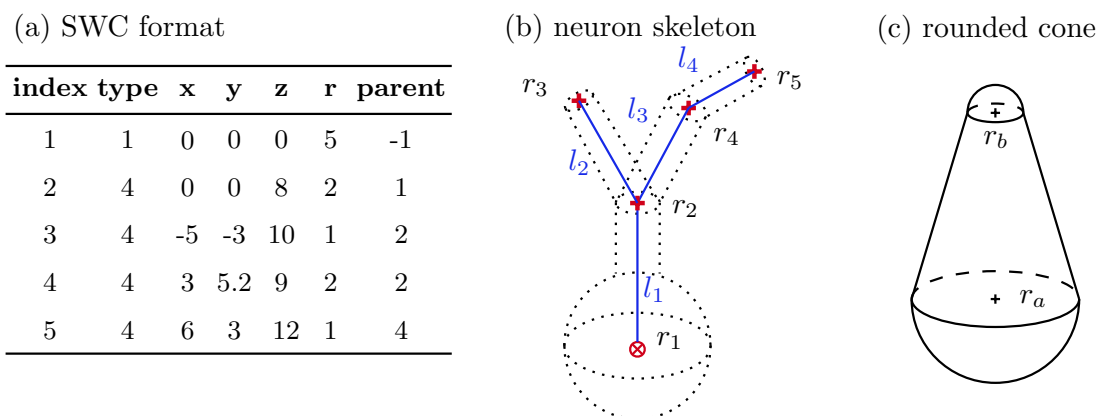 (a) SWC format
index type x y z r parent
1 1 0 0 0 5 -1
2 4 0 0 8 2 1
3 4 -5 -3 10 1 2
4 4 3 5.2 9 2 2
5 4 6 3 12 1 4
(b) neuron skeleton
l4
r3
r5
l3
r4
l2
r2
l1
r1
(c) rounded cone
rb
ra